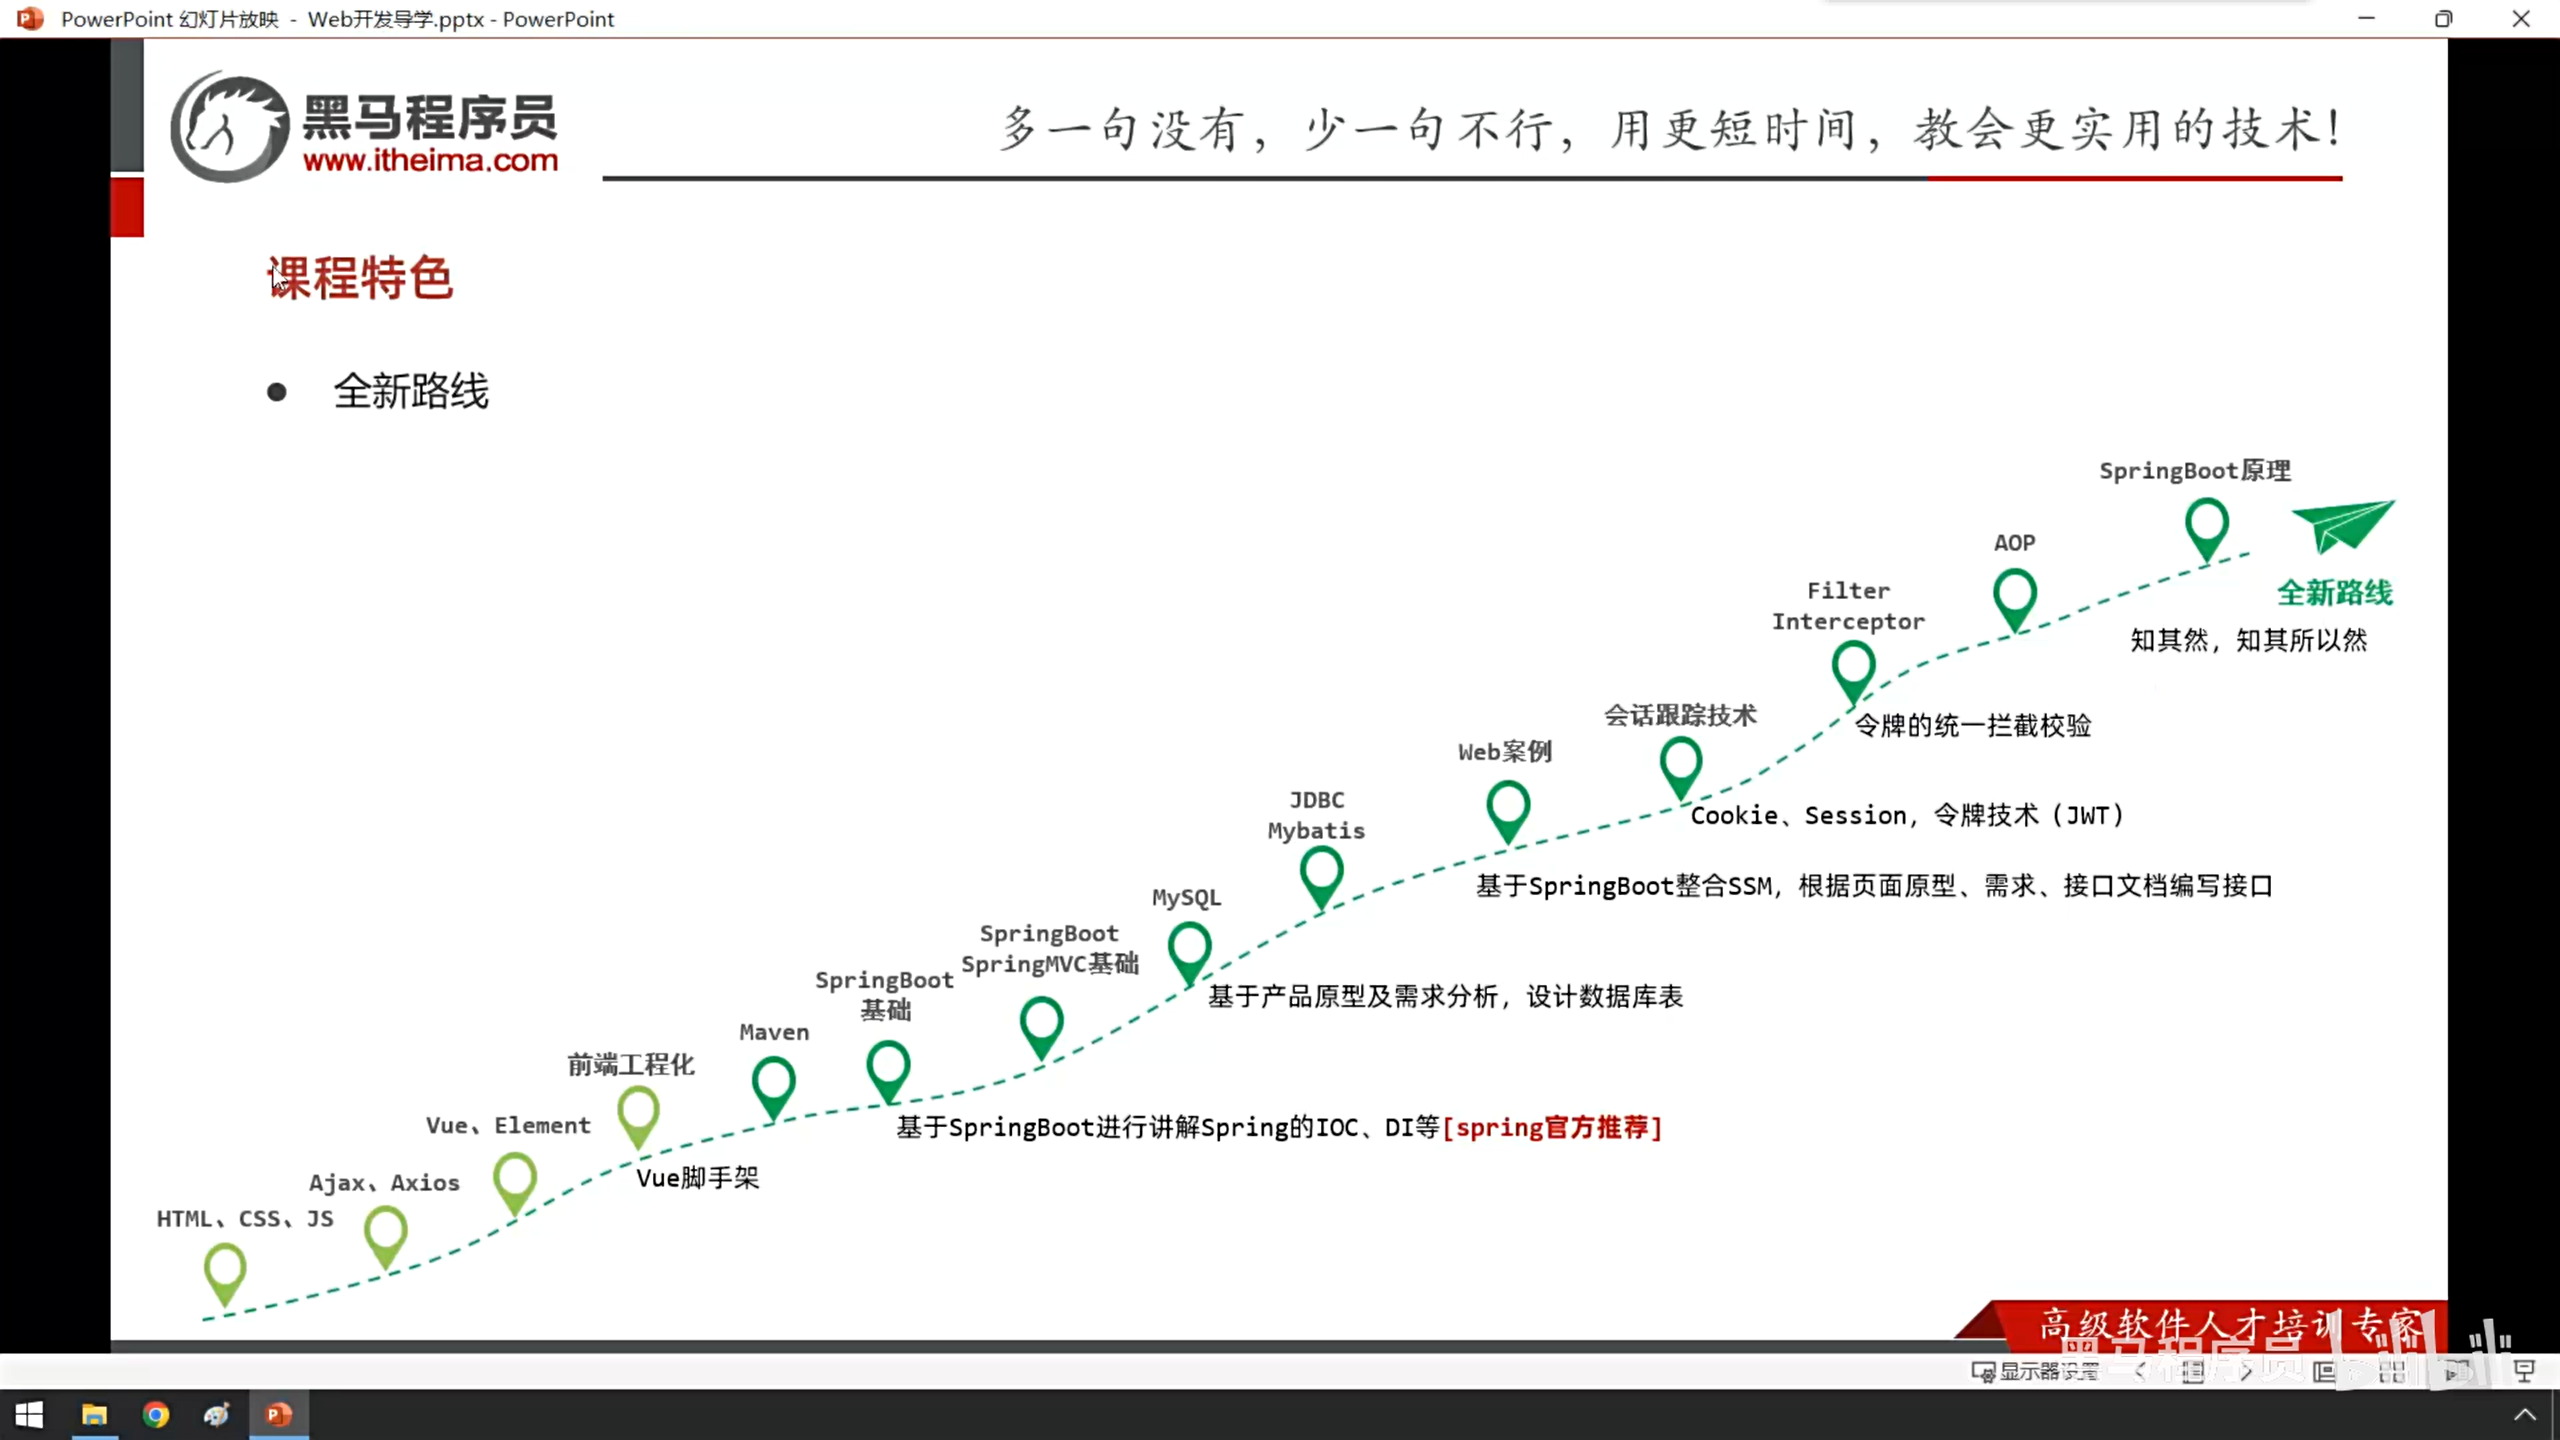 PowerPoint 幻灯片放映 - Web开发导学.pptx - PowerPoint
黑马程序员
www.itheima.com
多一句没有，少一句不行，用更短时间，教会更实用的技术！
课程特色
● 全新路线
SpringBoot原理
全新路线
知其然，知其所以然
AOP
Filter
Interceptor
令牌的统一拦截校验
会话跟踪技术
Cookie、Session，令牌技术（JWT）
Web案例
基于SpringBoot整合SSM，根据页面原型、需求、接口文档编写接口
JDBC
Mybatis
MySQL
基于产品原型及需求分析，设计数据库表
SpringBoot
SpringMVC基础
SpringBoot
基础
基于SpringBoot进行讲解Spring的IOC、DI等[spring官方推荐]
Maven
前端工程化
Vue脚手架
Vue、Element
Ajax、Axios
HTML、CSS、JS
高级软件人才培训专家
黑马程序员
显示器设置